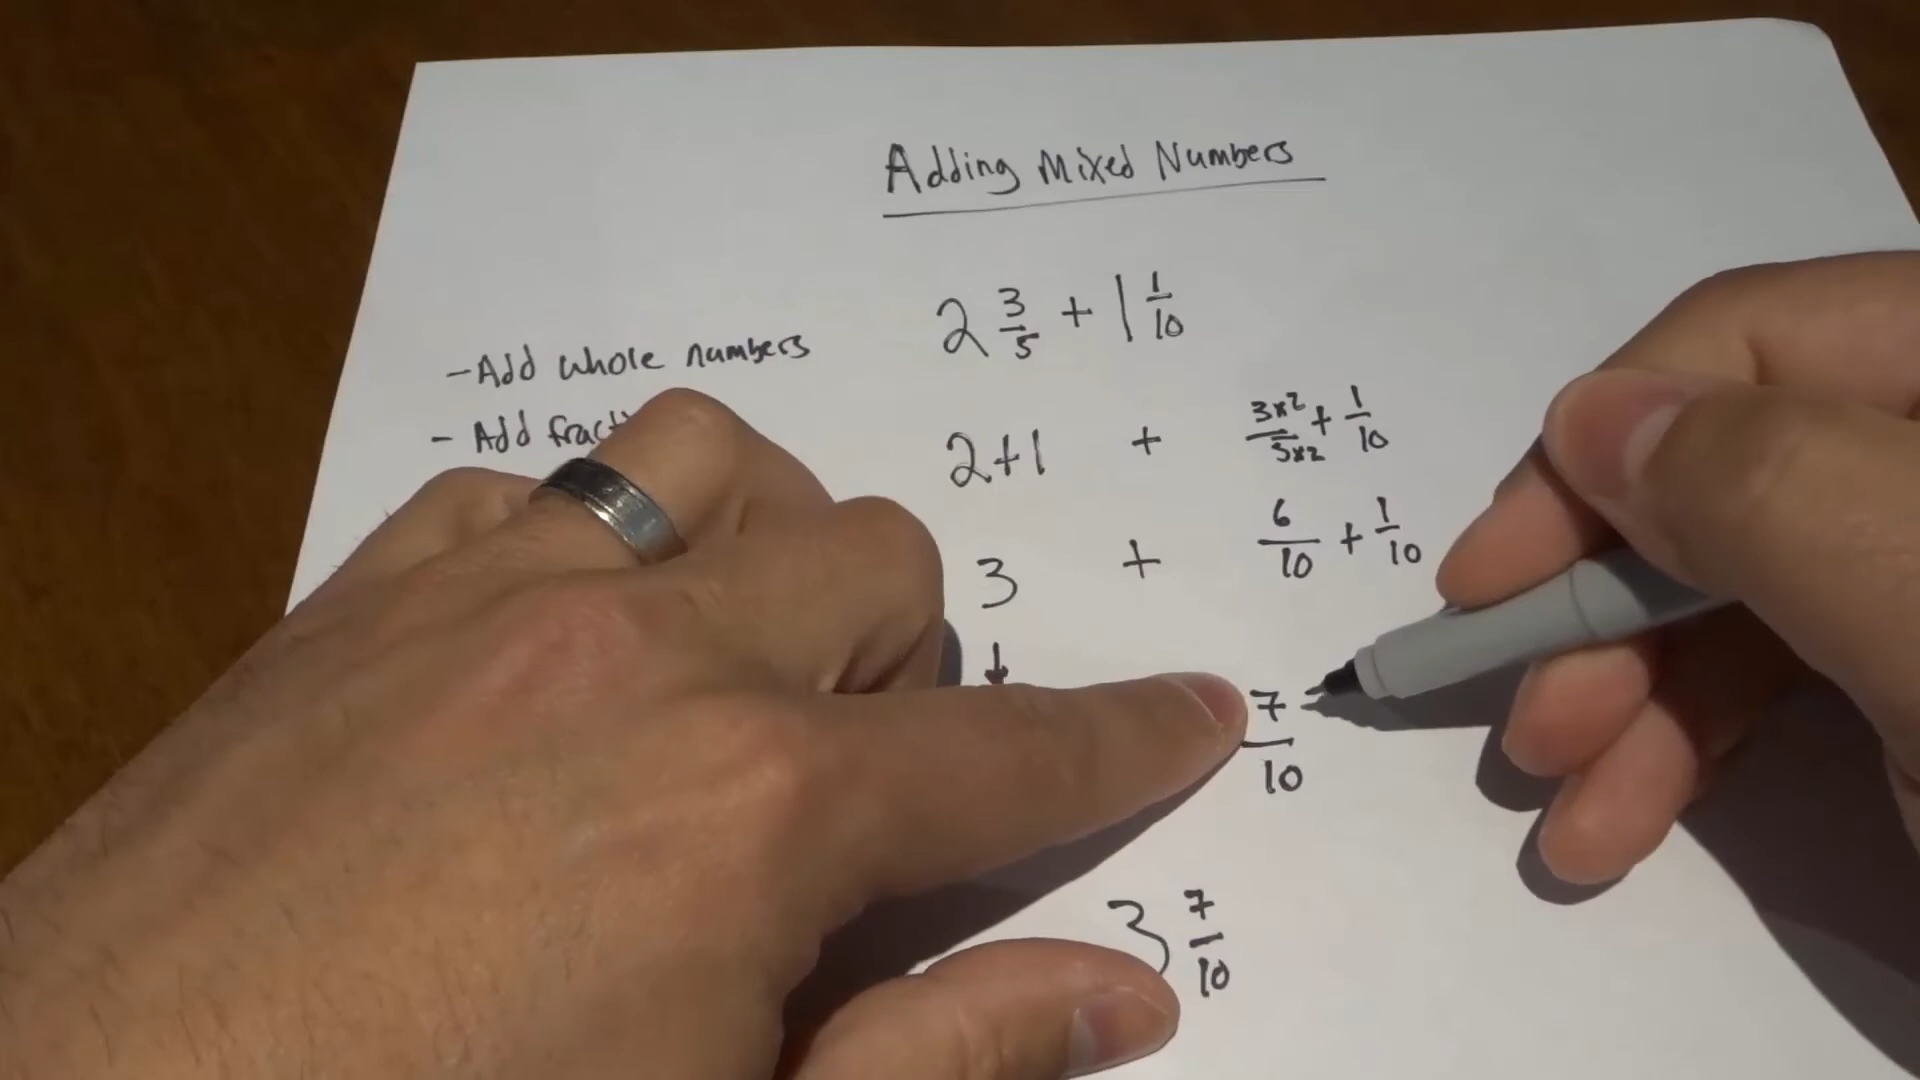 Adding Mixed Numbers
2 3/5 + 1 1/10
- Add whole numbers
- Add
2+1 + 3x2/5x2 + 1/10
3 + 6/10 + 1/10
↓ 7/10
3 7/10